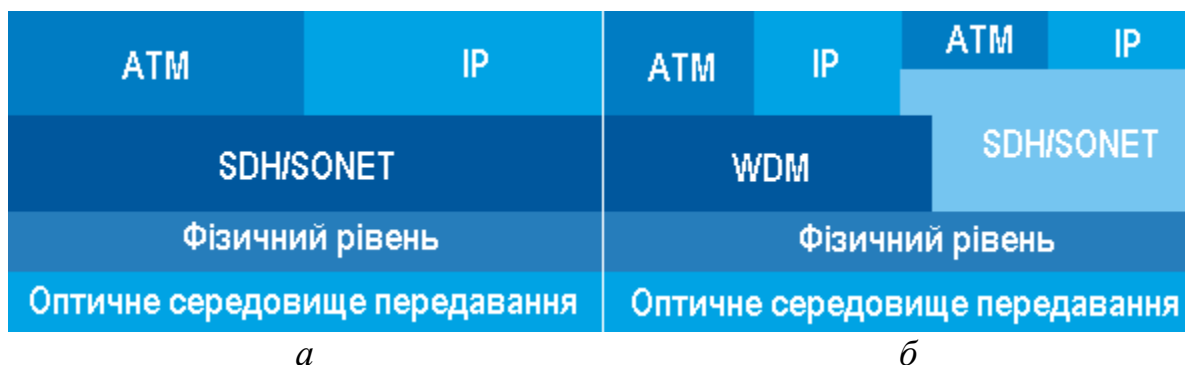 ATM IP
SDH/SONET
Фізичний рівень
Оптичне середовище передавання
а
ATM IP ATM IP
WDM SDH/SONET
Фізичний рівень
Оптичне середовище передавання
б